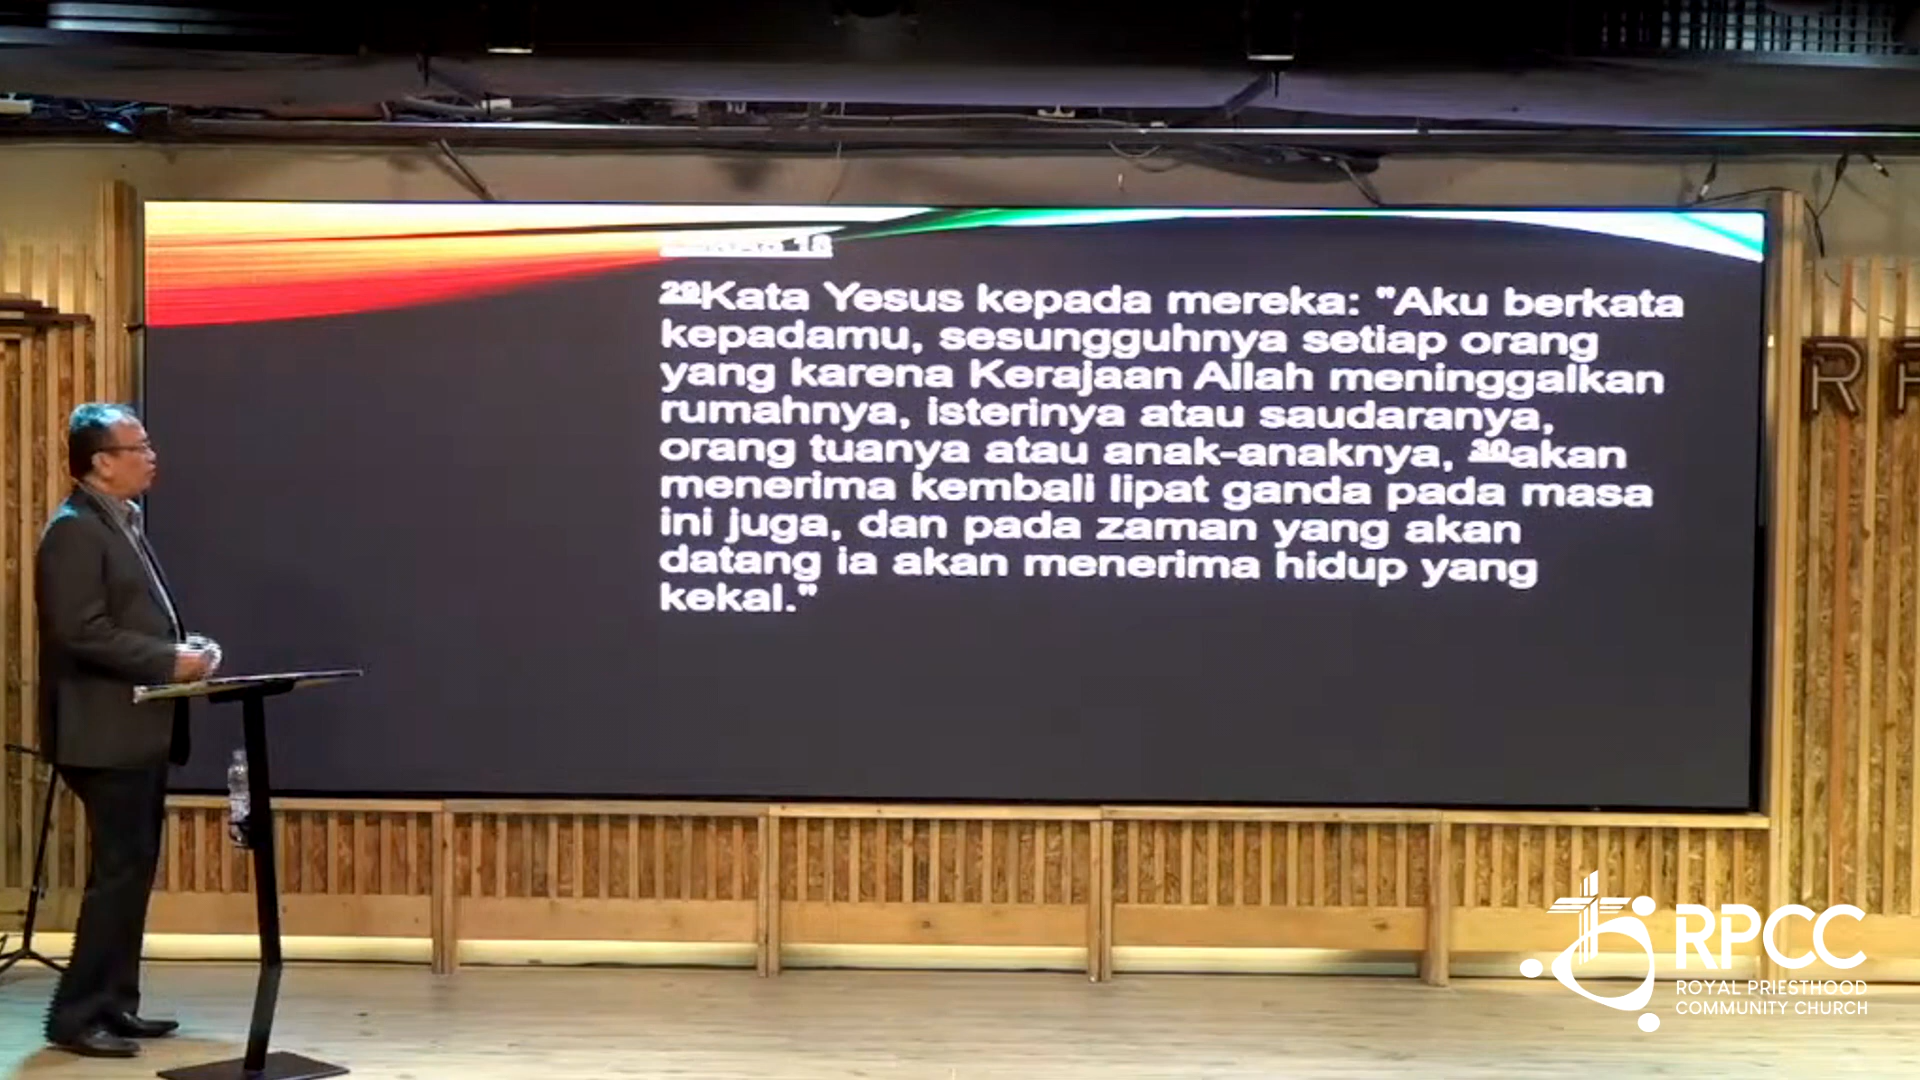 18
29Kata Yesus kepada mereka: "Aku berkata
kepadamu, sesungguhnya setiap orang
yang karena Kerajaan Allah meninggalkan
rumahnya, isterinya atau saudaranya,
orang tuanya atau anak-anaknya, 30akan
menerima kembali lipat ganda pada masa
ini juga, dan pada zaman yang akan
datang ia akan menerima hidup yang
kekal."
R
RPCC
ROYAL PRIESTHOOD
COMMUNITY CHURCH